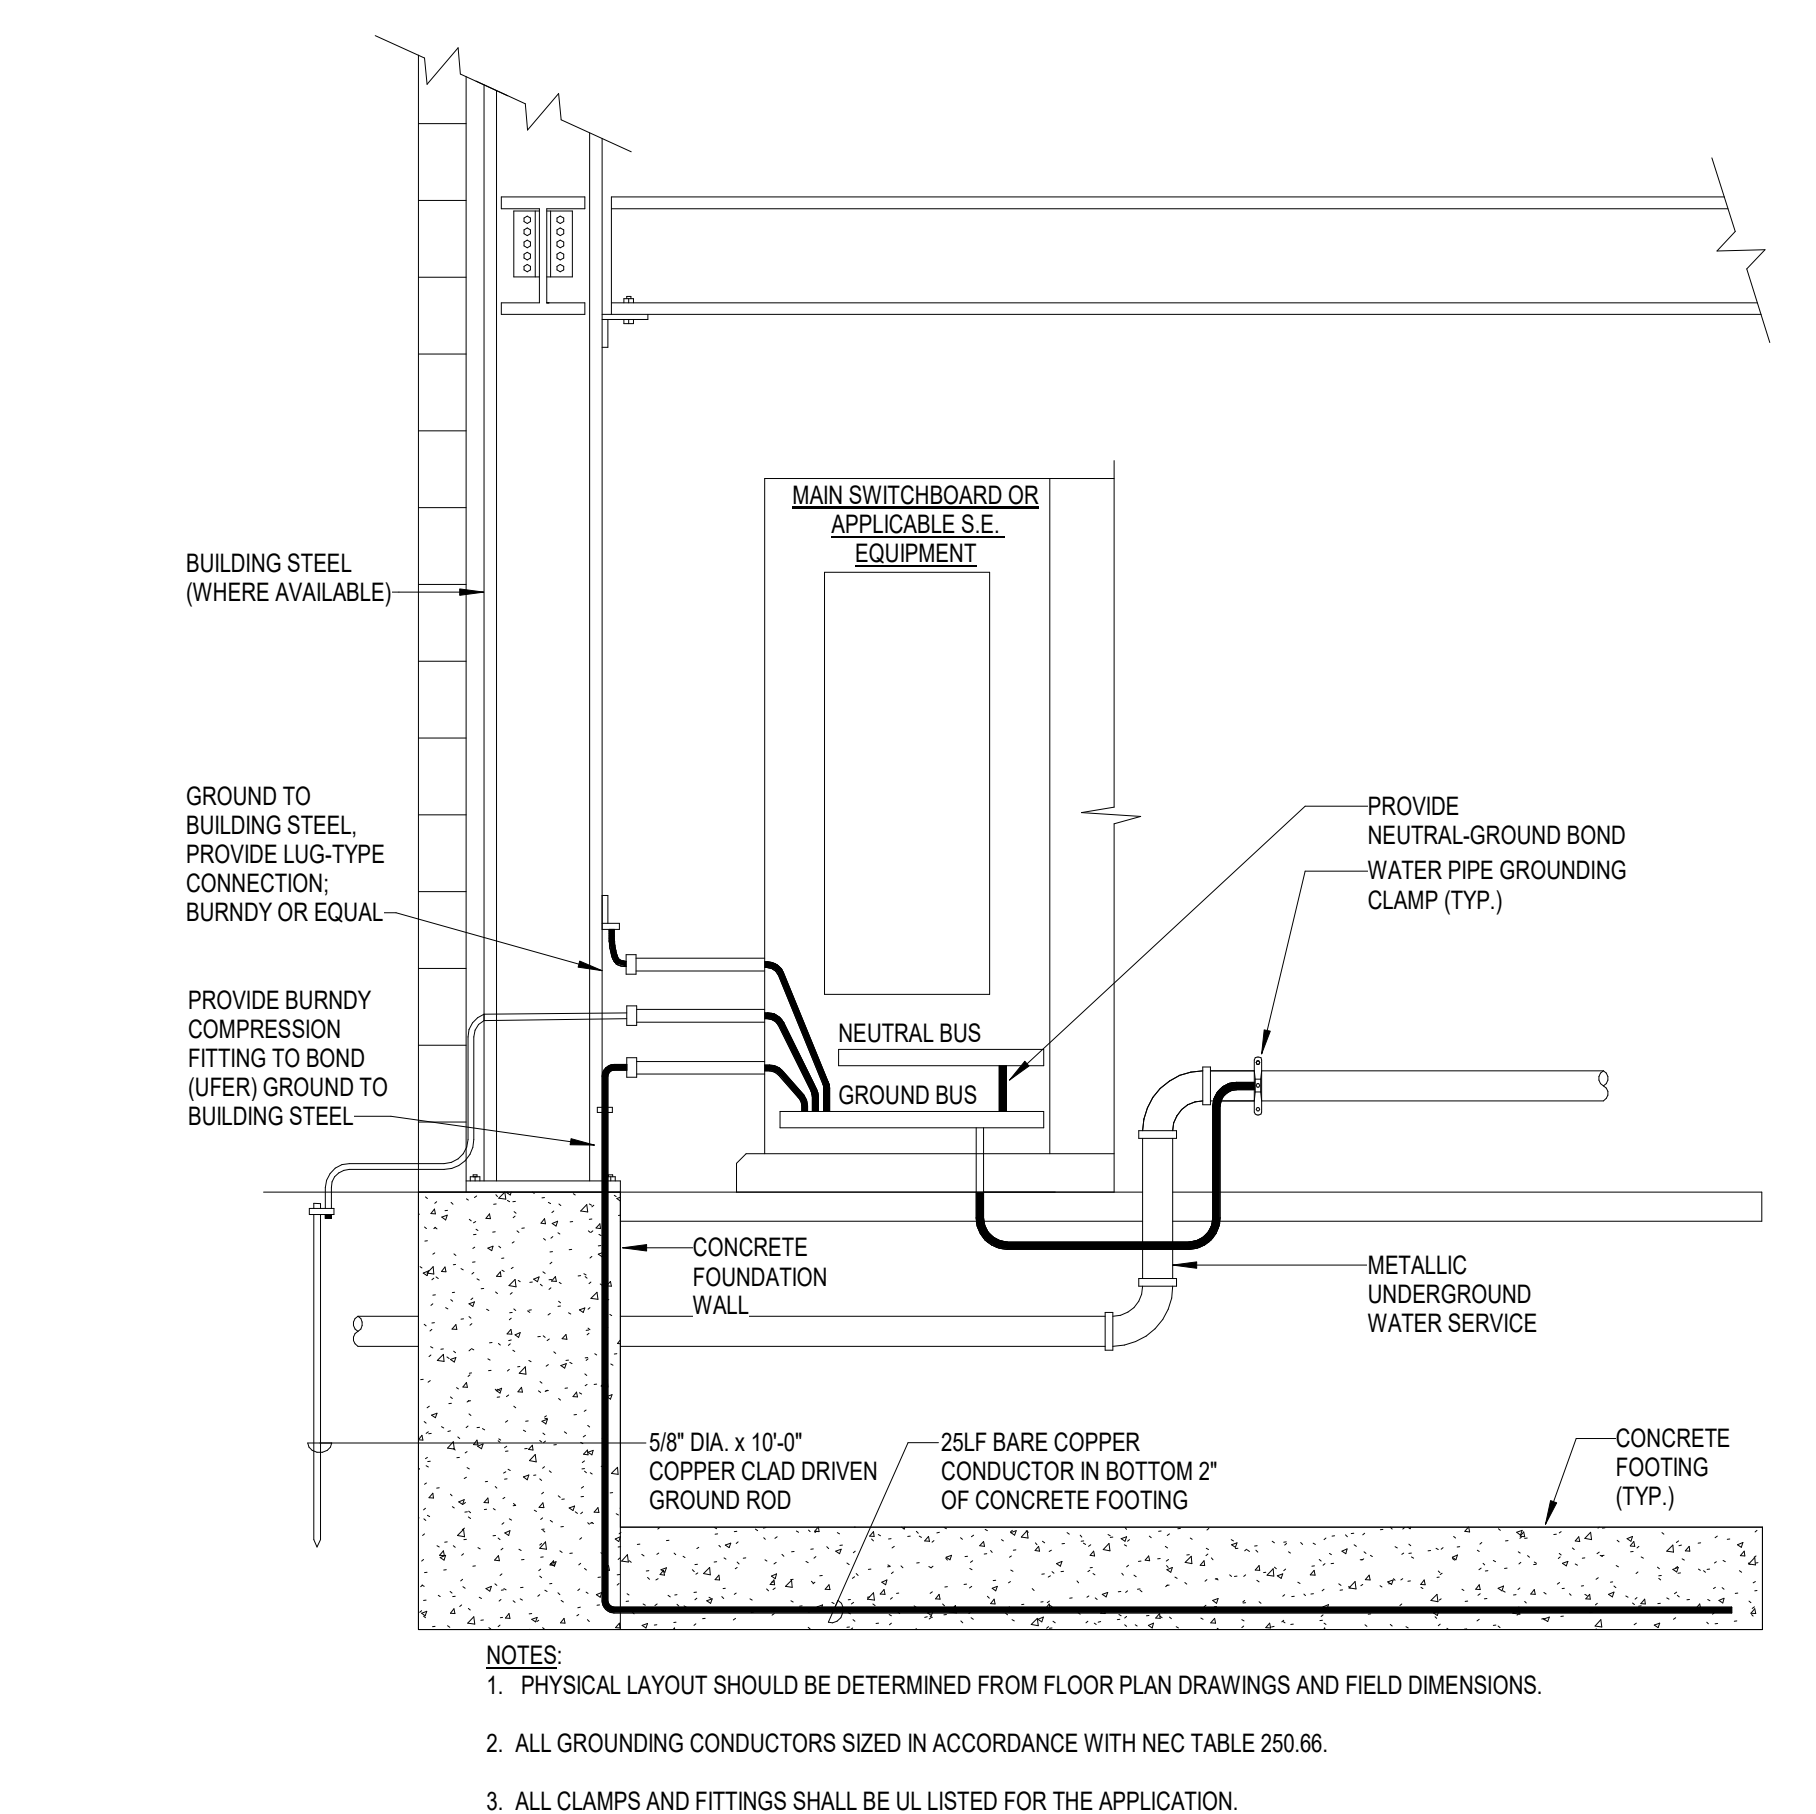 MAIN SWITCHBOARD OR
APPLICABLE S.E.
EQUIPMENT
BUILDING STEEL
(WHERE AVAILABLE)
GROUND TO
BUILDING STEEL,
PROVIDE LUG-TYPE
CONNECTION;
BURNDY OR EQUAL
PROVIDE
NEUTRAL-GROUND BOND
WATER PIPE GROUNDING
CLAMP (TYP.)
PROVIDE BURNDY
COMPRESSION
FITTING TO BOND
(UFER) GROUND TO
BUILDING STEEL
NEUTRAL BUS
GROUND BUS
CONCRETE
FOUNDATION
WALL
METALLIC
UNDERGROUND
WATER SERVICE
5/8" DIA. x 10'-0"
COPPER CLAD DRIVEN
GROUND ROD
25LF BARE COPPER
CONDUCTOR IN BOTTOM 2"
OF CONCRETE FOOTING
CONCRETE
FOOTING
(TYP.)
NOTES:
1. PHYSICAL LAYOUT SHOULD BE DETERMINED FROM FLOOR PLAN DRAWINGS AND FIELD DIMENSIONS.
2. ALL GROUNDING CONDUCTORS SIZED IN ACCORDANCE WITH NEC TABLE 250.66.
3. ALL CLAMPS AND FITTINGS SHALL BE UL LISTED FOR THE APPLICATION.